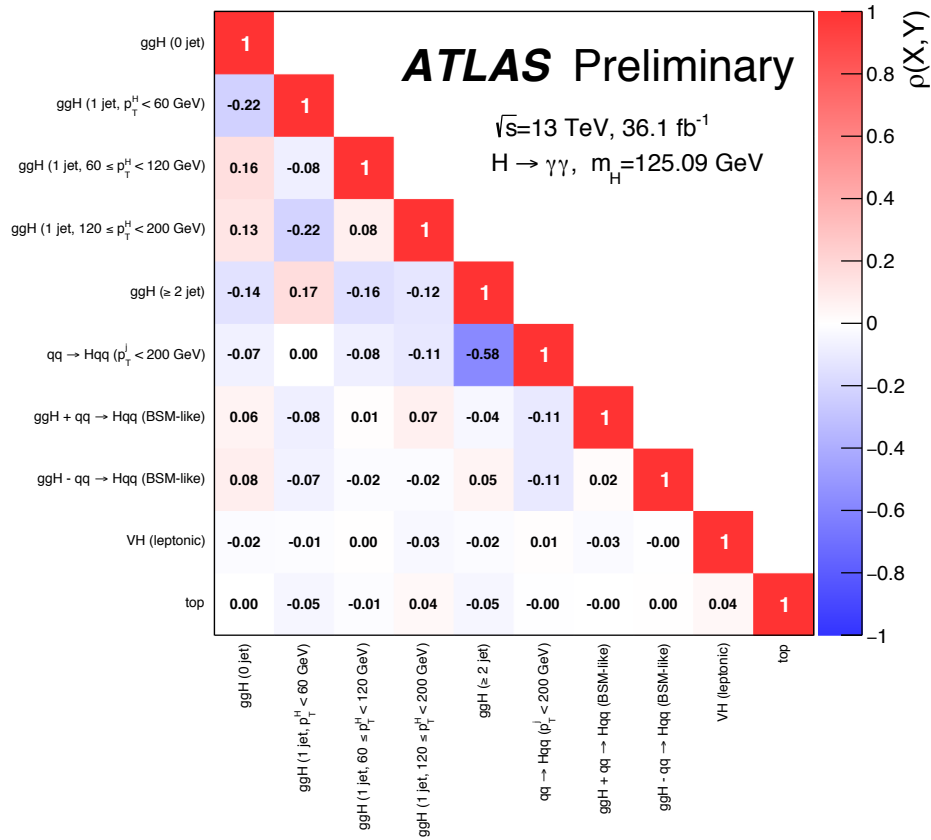 ATLAS Preliminary
√s=13 TeV, 36.1 fb⁻¹
H → γγ, m_H=125.09 GeV
ggH (0 jet) 1
ggH (1 jet, p_T^H < 60 GeV) -0.22 1
ggH (1 jet, 60 ≤ p_T^H < 120 GeV) 0.16 -0.08 1
ggH (1 jet, 120 ≤ p_T^H < 200 GeV) 0.13 -0.22 0.08 1
ggH (≥ 2 jet) -0.14 0.17 -0.16 -0.12 1
qq → Hqq (p_T^j < 200 GeV) -0.07 0.00 -0.08 -0.11 -0.58 1
ggH + qq → Hqq (BSM-like) 0.06 -0.08 0.01 0.07 -0.04 -0.11 1
ggH - qq → Hqq (BSM-like) 0.08 -0.07 -0.02 -0.02 0.05 -0.11 0.02 1
VH (leptonic) -0.02 -0.01 0.00 -0.03 -0.02 0.01 -0.03 -0.00 1
top 0.00 -0.05 -0.01 0.04 -0.05 -0.00 -0.00 0.00 0.04 1
ggH (0 jet)
ggH (1 jet, p_T^H < 60 GeV)
ggH (1 jet, 60 ≤ p_T^H < 120 GeV)
ggH (1 jet, 120 ≤ p_T^H < 200 GeV)
ggH (≥ 2 jet)
qq → Hqq (p_T^j < 200 GeV)
ggH + qq → Hqq (BSM-like)
ggH - qq → Hqq (BSM-like)
VH (leptonic)
top
1
0.8
0.6
0.4
0.2
0
−0.2
−0.4
−0.6
−0.8
−1
ρ(X,Y)